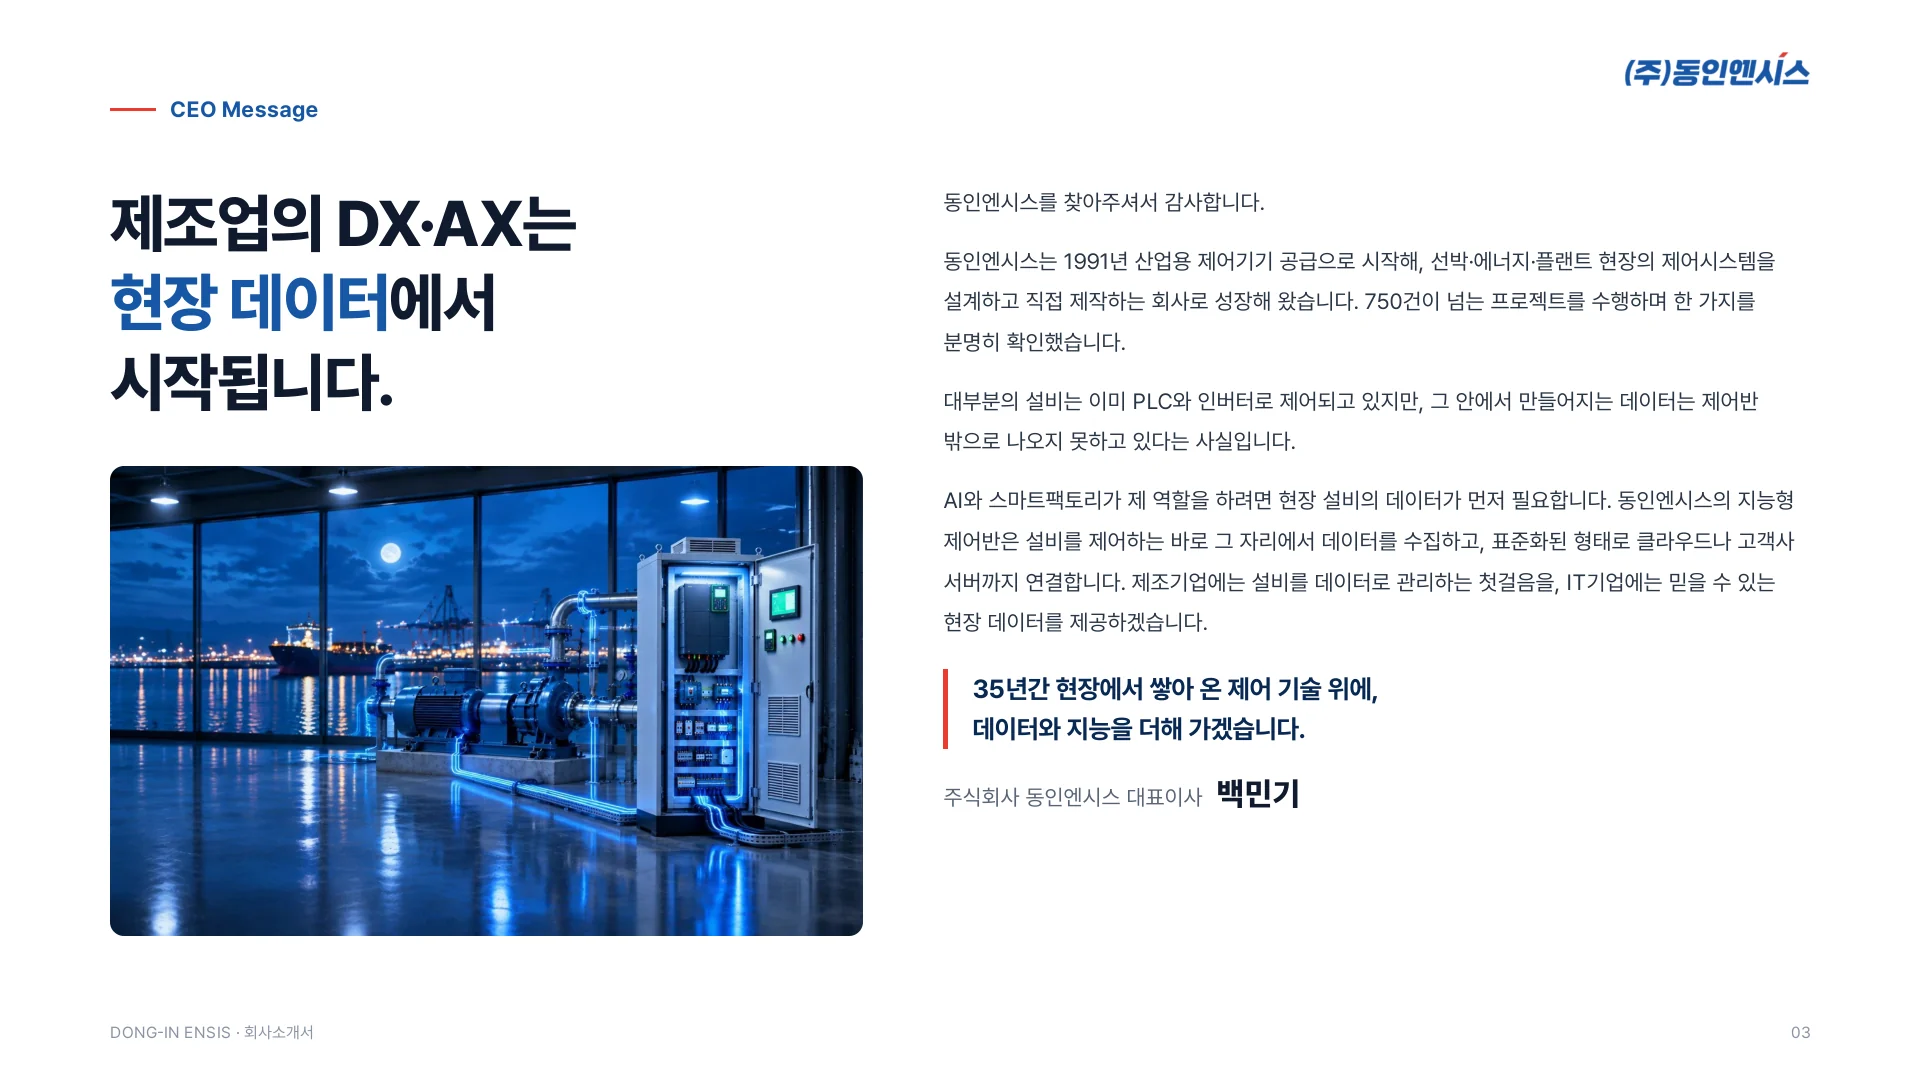 (주)동인엔시스
CEO Message
제조업의 DX·AX는
현장 데이터에서
시작됩니다.
동인엔시스를 찾아주셔서 감사합니다.
동인엔시스는 1991년 산업용 제어기기 공급으로 시작해, 선박·에너지·플랜트 현장의 제어시스템을
설계하고 직접 제작하는 회사로 성장해 왔습니다. 750건이 넘는 프로젝트를 수행하며 한 가지를
분명히 확인했습니다.
대부분의 설비는 이미 PLC와 인버터로 제어되고 있지만, 그 안에서 만들어지는 데이터는 제어반
밖으로 나오지 못하고 있다는 사실입니다.
AI와 스마트팩토리가 제 역할을 하려면 현장 설비의 데이터가 먼저 필요합니다. 동인엔시스의 지능형
제어반은 설비를 제어하는 바로 그 자리에서 데이터를 수집하고, 표준화된 형태로 클라우드나 고객사
서버까지 연결합니다. 제조기업에는 설비를 데이터로 관리하는 첫걸음을, IT기업에는 믿을 수 있는
현장 데이터를 제공하겠습니다.
35년간 현장에서 쌓아 온 제어 기술 위에,
데이터와 지능을 더해 가겠습니다.
주식회사 동인엔시스 대표이사 백민기
DONG-IN ENSIS · 회사소개서
03